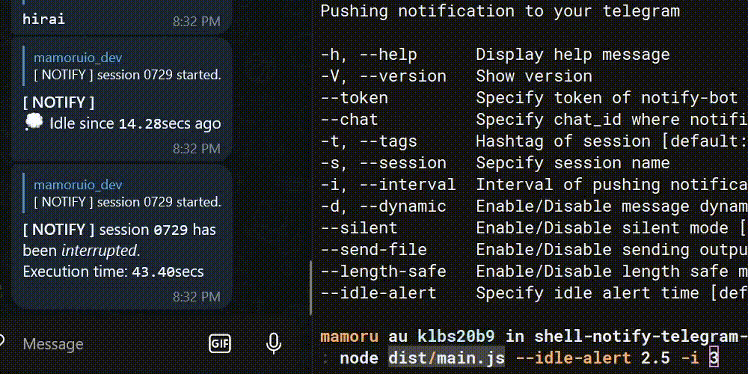 hirai
8:32 PM
mamoruio_dev
[ NOTIFY ] session 0729 started.
[ NOTIFY ]
💭 Idle since 14.28secs ago
8:32 PM
mamoruio_dev
[ NOTIFY ] session 0729 started.
[ NOTIFY ] session 0729 has
been interrupted.
Execution time: 43.40secs
8:32 PM
Message
GIF
Pushing notification to your telegram
-h, --help Display help message
-V, --version Show version
--token Specify token of notify-bot
--chat Specify chat_id where notifi
-t, --tags Hashtag of session [default:
-s, --session Sepcify session name
-i, --interval Interval of pushing notifica
-d, --dynamic Enable/Disable message dynam
--silent Enable/Disable silent mode [
--send-file Enable/Disable sending outpu
--length-safe Enable/Disable length safe m
--idle-alert Specify idle alert time [def
mamoru au klbs20b9 in shell-notify-telegram-
: node dist/main.js --idle-alert 2.5 -i 3